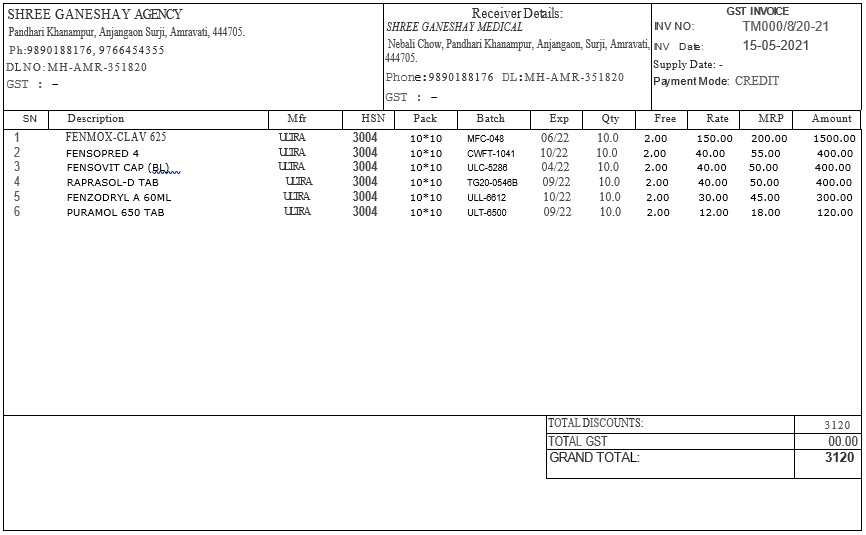 SHREE GANESHAY AGENCY
Pandhari Khanampur, Anjangaon Surji, Amravati, 444705.
Ph:9890188176, 9766454355
DLNO:MH-AMR-351820
GST : –
Receiver Details:
SHREE GANESHAY MEDICAL
Nebali Chow, Pandhari Khanampur, Anjangaon, Surji, Amravati,
444705.
Phone:9890188176 DL:MH-AMR-351820
GST : –
GST INVOICE
INV NO: TM000/8/20-21
INV Date: 15-05-2021
Supply Date: -
Payment Mode: CREDIT
SN Description Mfr HSN Pack Batch Exp Qty Free Rate MRP Amount
1 FENMOX-CLAV 625 ULTRA 3004 10*10 MFC-048 06/22 10.0 2.00 150.00 200.00 1500.00
2 FENSOPRED 4 ULTRA 3004 10*10 CWFT-1041 10/22 10.0 2.00 40.00 55.00 400.00
3 FENSOVIT CAP (BL) ULTRA 3004 10*10 ULC-5286 04/22 10.0 2.00 40.00 50.00 400.00
4 RAPRASOL-D TAB ULTRA 3004 10*10 TG20-0546B 09/22 10.0 2.00 40.00 50.00 400.00
5 FENZODRYL A 60ML ULTRA 3004 10*10 ULL-6612 10/22 10.0 2.00 30.00 45.00 300.00
6 PURAMOL 650 TAB ULTRA 3004 10*10 ULT-6500 09/22 10.0 2.00 12.00 18.00 120.00
TOTAL DISCOUNTS: 3120
TOTAL GST 00.00
GRAND TOTAL: 3120